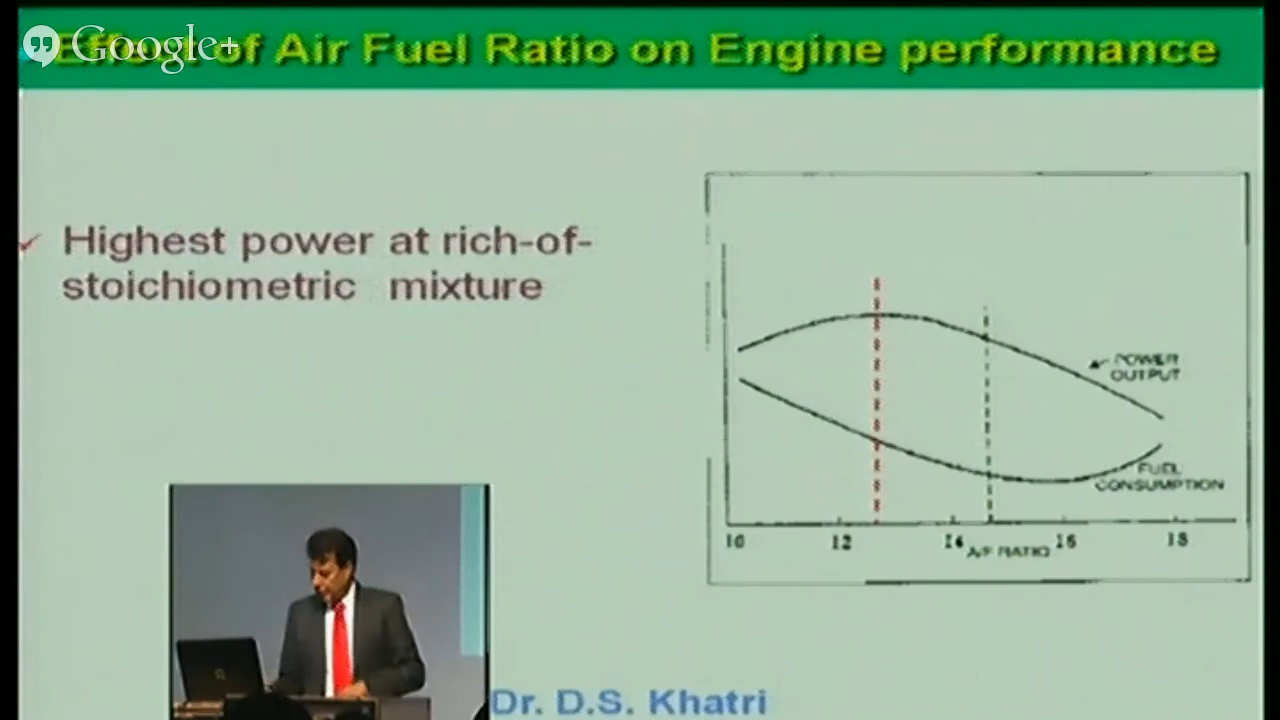 Google+
Effect of Air Fuel Ratio on Engine performance
Highest power at rich-of-
stoichiometric mixture
POWER
OUTPUT
FUEL
CONSUMPTION
10 12 14 16 18
A/F RATIO
Dr. D.S. Khatri